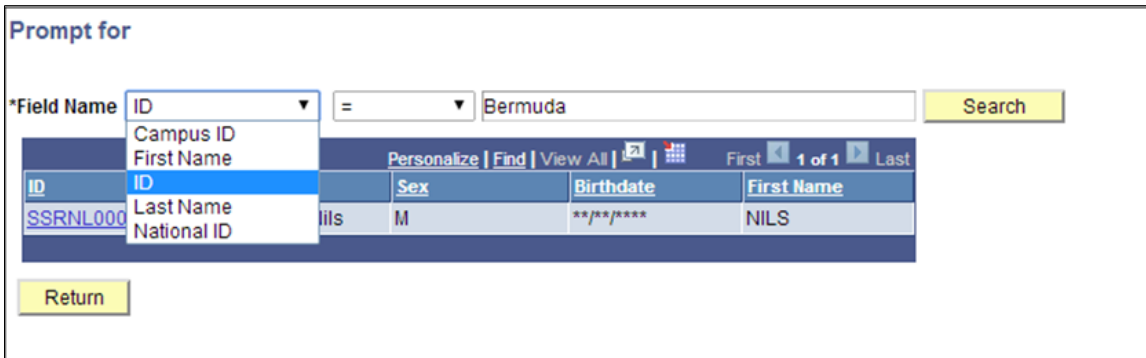 Prompt for
*Field Name ID = Bermuda Search
Campus ID
First Name
ID
Last Name
National ID
Personalize | Find | View All | | First 1 of 1 Last
ID Sex Birthdate First Name
SSRNL000 ils M **/**/**** NILS
Return